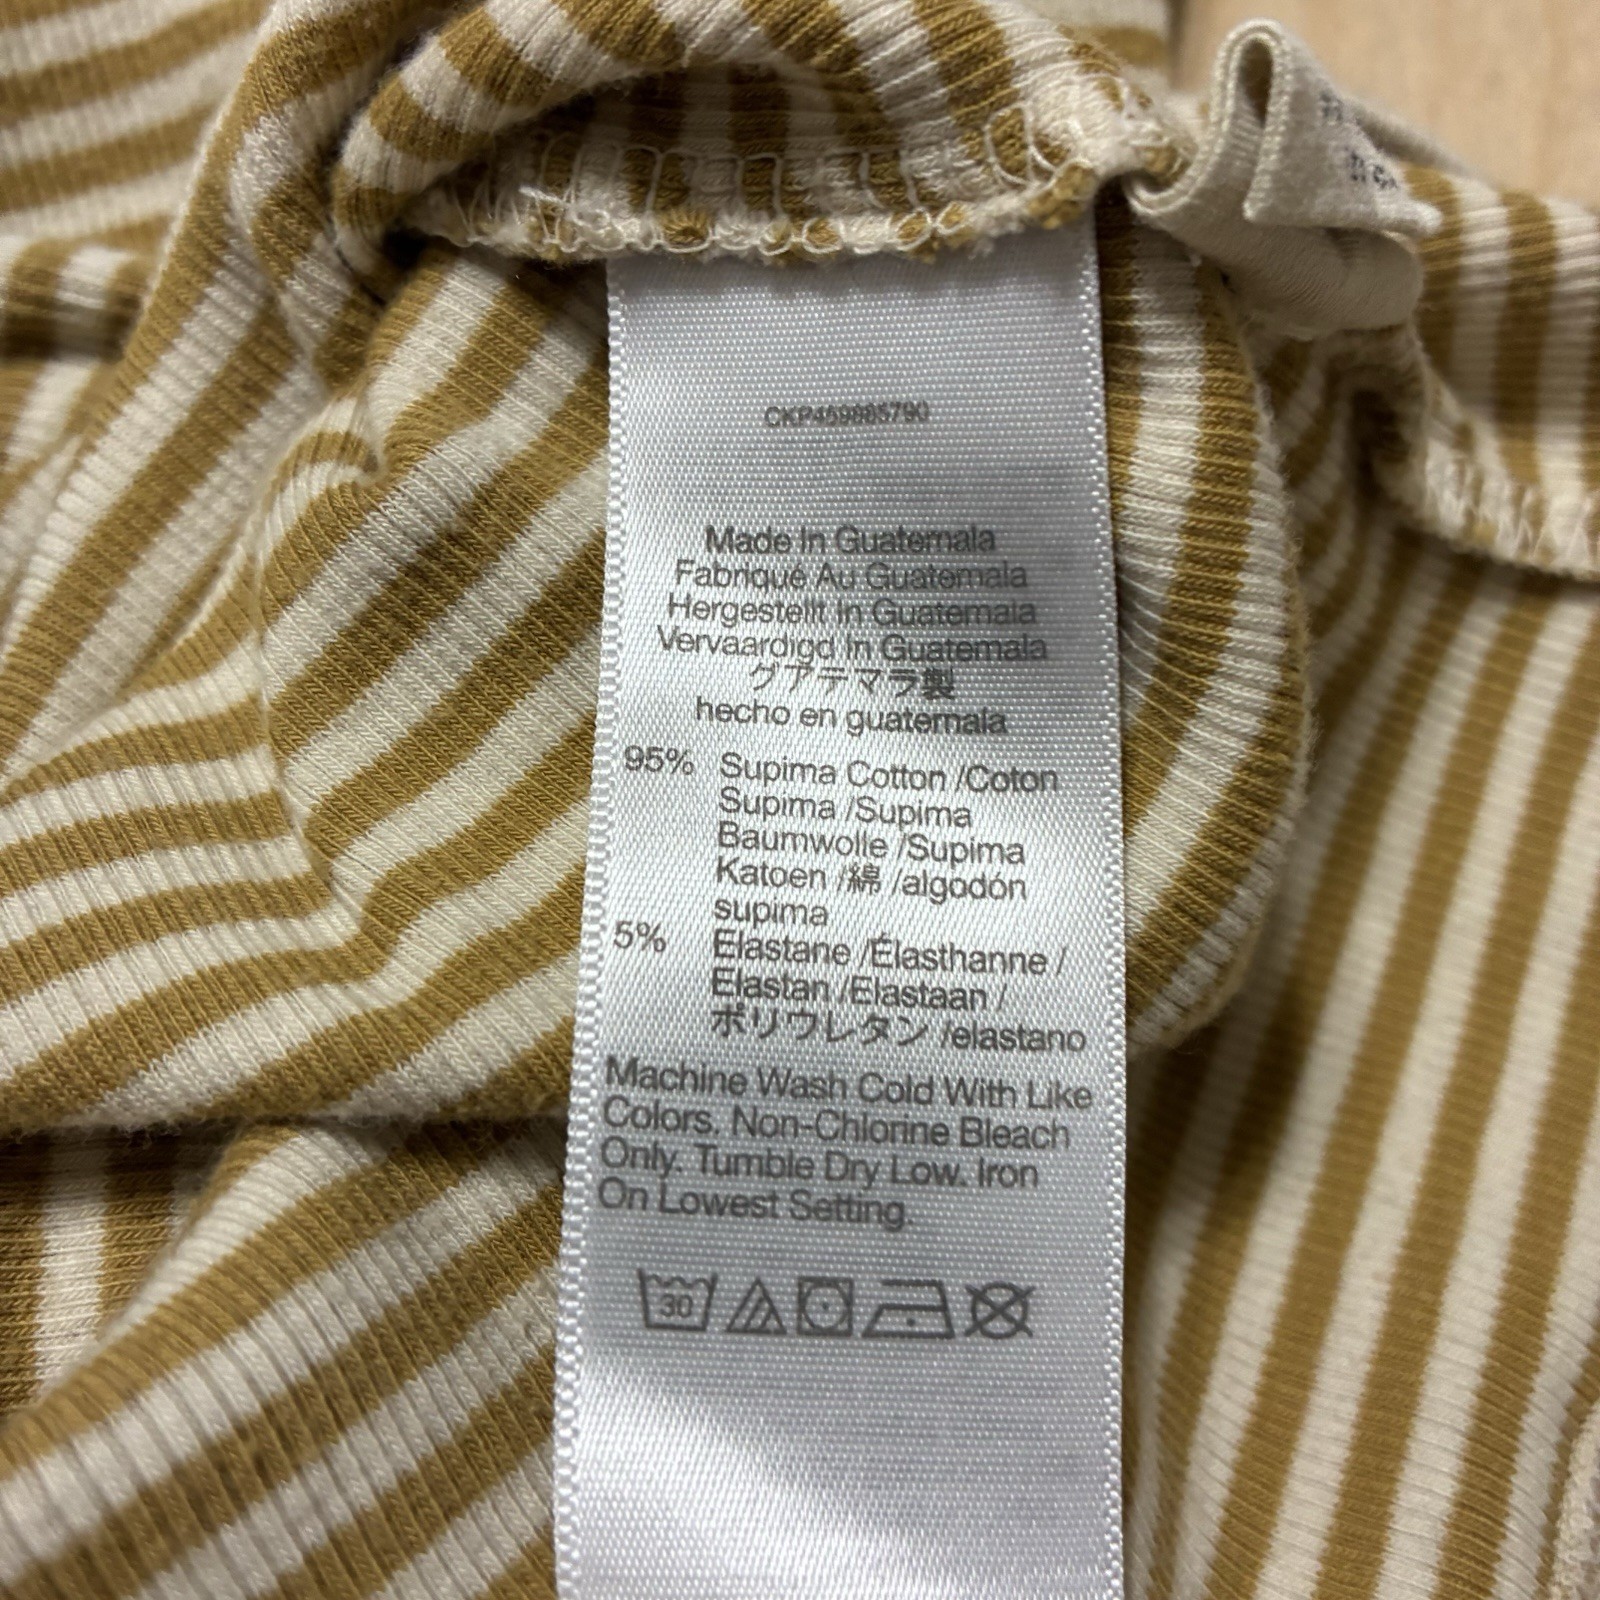 CKP459885790
Made In Guatemala
Fabriqué Au Guatemala
Hergestellt In Guatemala
Vervaardigd In Guatemala
グアテマラ製
hecho en guatemala
95% Supima Cotton /Coton
Supima /Supima
Baumwolle /Supima
Katoen /綿 /algodón
supima
5% Elastane /Élasthanne /
Elastan /Elastaan /
ポリウレタン /elastano
Machine Wash Cold With Like
Colors. Non-Chlorine Bleach
Only. Tumble Dry Low. Iron
On Lowest Setting.
30